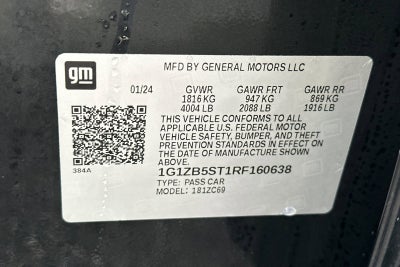 gm
MFD BY GENERAL MOTORS LLC
01/24 GVWR GAWR FRT GAWR RR
1816 KG 947 KG 869 KG
4004 LB 2088 LB 1916 LB
THIS VEHICLE CONFORMS TO ALL
APPLICABLE U.S. FEDERAL MOTOR
VEHICLE SAFETY, BUMPER, AND THEFT
PREVENTION STANDARDS IN EFFECT ON
THE DATE OF MANUFACTURE SHOWN
ABOVE.
384A
1G1ZB5ST1RF160638
TYPE: PASS CAR
MODEL: 181ZC69